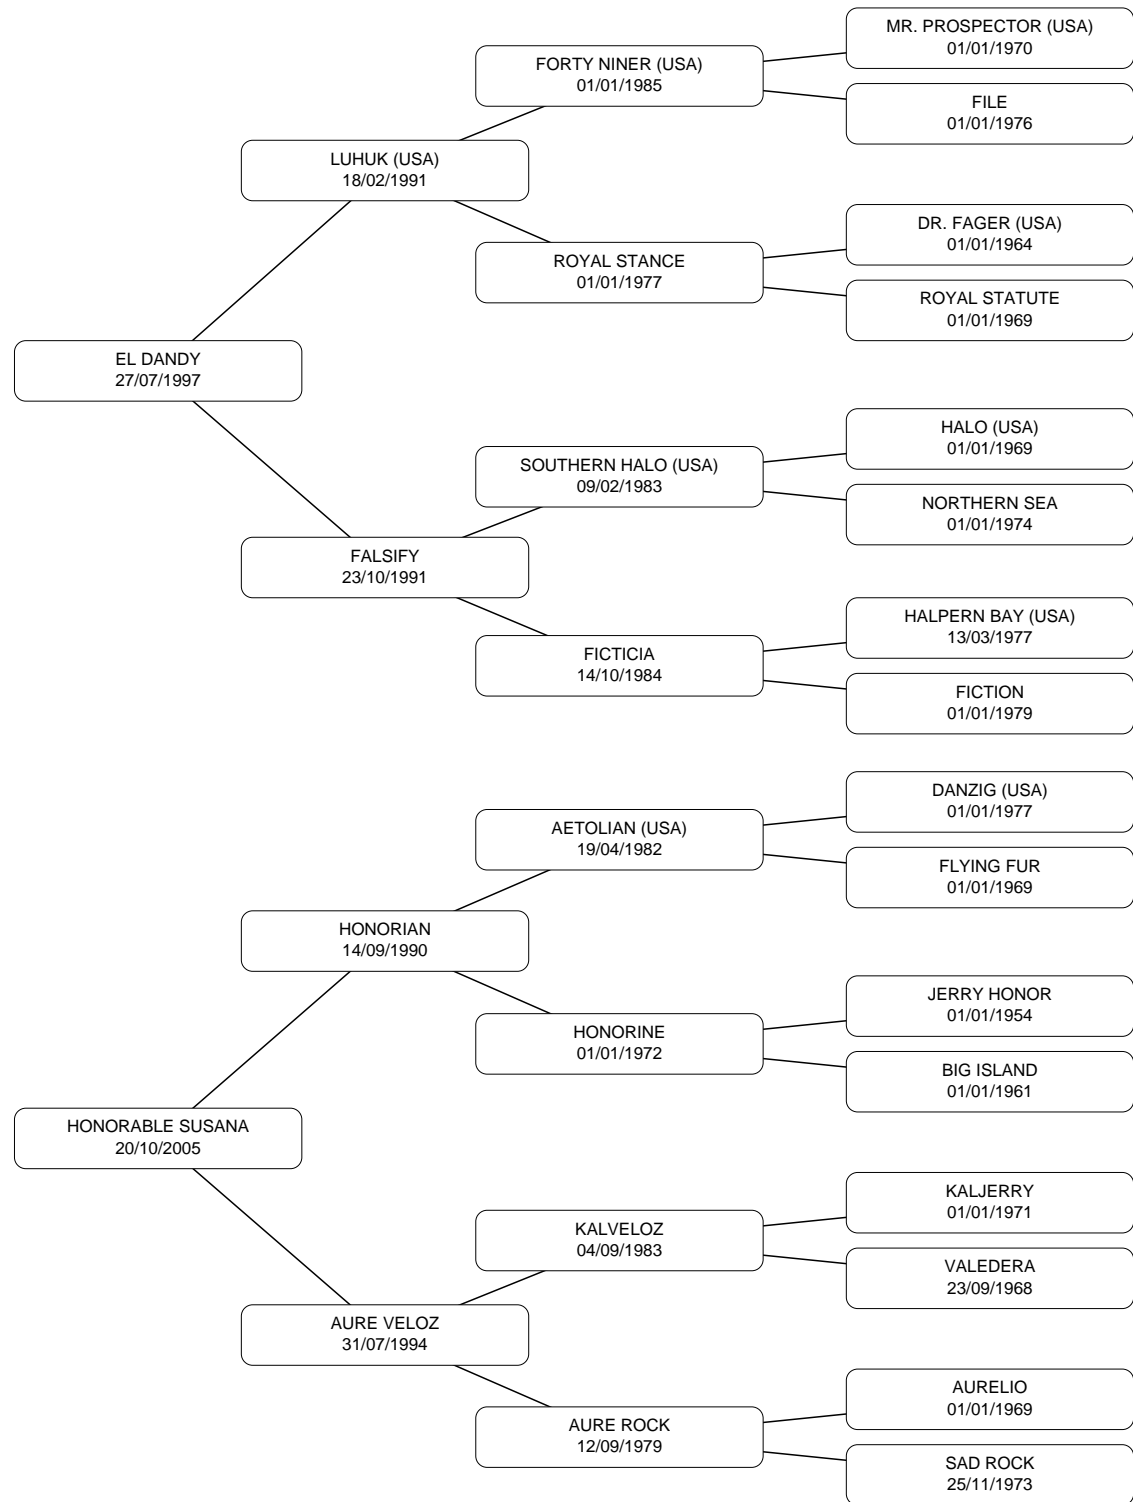 MR. PROSPECTOR (USA)
01/01/1970
FORTY NINER (USA)
01/01/1985
FILE
01/01/1976
LUHUK (USA)
18/02/1991
DR. FAGER (USA)
01/01/1964
ROYAL STANCE
01/01/1977
ROYAL STATUTE
01/01/1969
EL DANDY
27/07/1997
HALO (USA)
01/01/1969
SOUTHERN HALO (USA)
09/02/1983
NORTHERN SEA
01/01/1974
FALSIFY
23/10/1991
HALPERN BAY (USA)
13/03/1977
FICTICIA
14/10/1984
FICTION
01/01/1979
DANZIG (USA)
01/01/1977
AETOLIAN (USA)
19/04/1982
FLYING FUR
01/01/1969
HONORIAN
14/09/1990
JERRY HONOR
01/01/1954
HONORINE
01/01/1972
BIG ISLAND
01/01/1961
HONORABLE SUSANA
20/10/2005
KALJERRY
01/01/1971
KALVELOZ
04/09/1983
VALEDERA
23/09/1968
AURE VELOZ
31/07/1994
AURELIO
01/01/1969
AURE ROCK
12/09/1979
SAD ROCK
25/11/1973